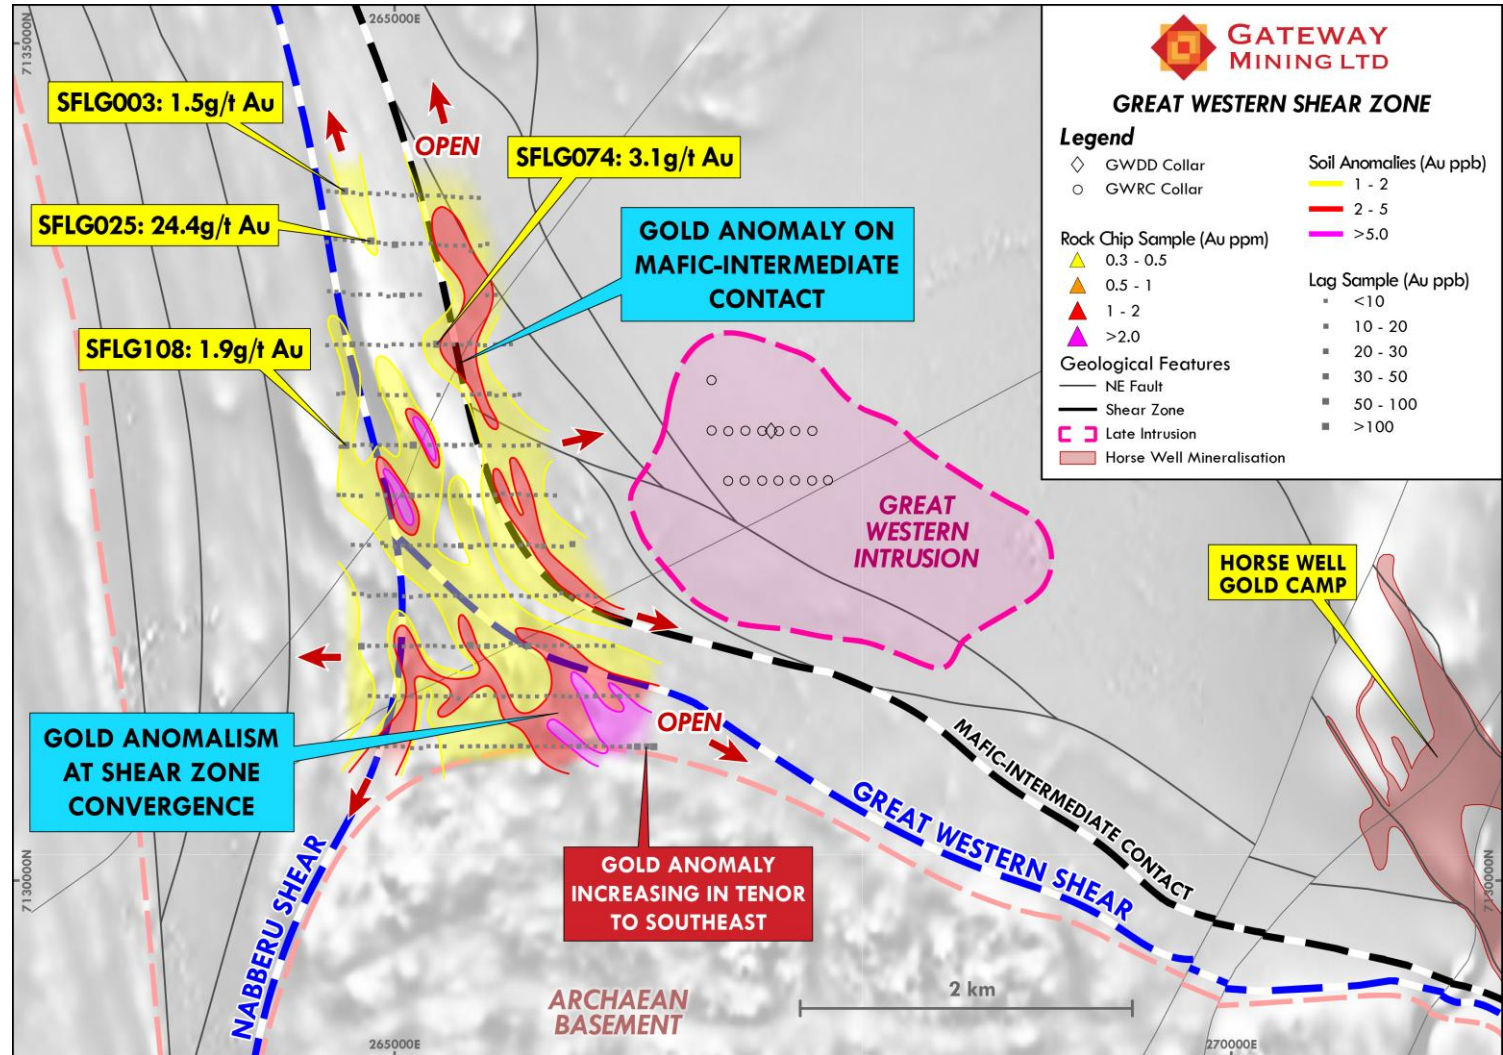 265000E
7135000N
GATEWAY
MINING LTD
GREAT WESTERN SHEAR ZONE
Legend
GWDD Collar
GWRC Collar
Rock Chip Sample (Au ppm)
0.3 - 0.5
0.5 - 1
1 - 2
>2.0
Geological Features
NE Fault
Shear Zone
Late Intrusion
Horse Well Mineralisation
Soil Anomalies (Au ppb)
1 - 2
2 - 5
>5.0
Lag Sample (Au ppb)
<10
10 - 20
20 - 30
30 - 50
50 - 100
>100
SFLG003: 1.5g/t Au
OPEN
SFLG074: 3.1g/t Au
SFLG025: 24.4g/t Au
GOLD ANOMALY ON
MAFIC-INTERMEDIATE
CONTACT
SFLG108: 1.9g/t Au
GREAT
WESTERN
INTRUSION
HORSE WELL
GOLD CAMP
OPEN
GOLD ANOMALISM
AT SHEAR ZONE
CONVERGENCE
MAFIC-INTERMEDIATE CONTACT
GREAT WESTERN SHEAR
GOLD ANOMALY
INCREASING IN TENOR
TO SOUTHEAST
NABBERU SHEAR
7130000N
7130000N
ARCHAEAN
BASEMENT
2 km
265000E
270000E